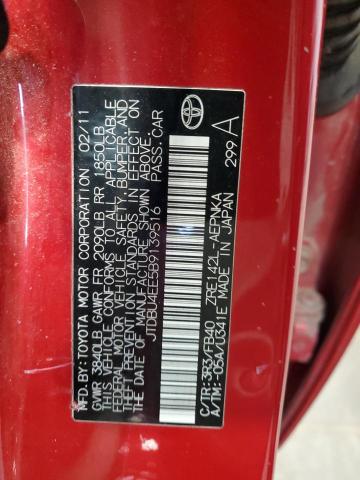 MFD. BY: TOYOTA MOTOR CORPORATION 02/11
GVWR 3840LB GAWR FR 2090LB RR 1850LB
THIS VEHICLE CONFORMS TO ALL APPLICABLE
FEDERAL MOTOR VEHICLE SAFETY, BUMPER, AND
THEFT PREVENTION STANDARDS IN EFFECT ON
THE DATE OF MANUFACTURE SHOWN ABOVE.
JTDBU4EE5B9139516 PASS. CAR
C/TR: 3R3/FB40 ZRE142L-AEPNKA
A/TM: -05A/U341E MADE IN JAPAN
299 A